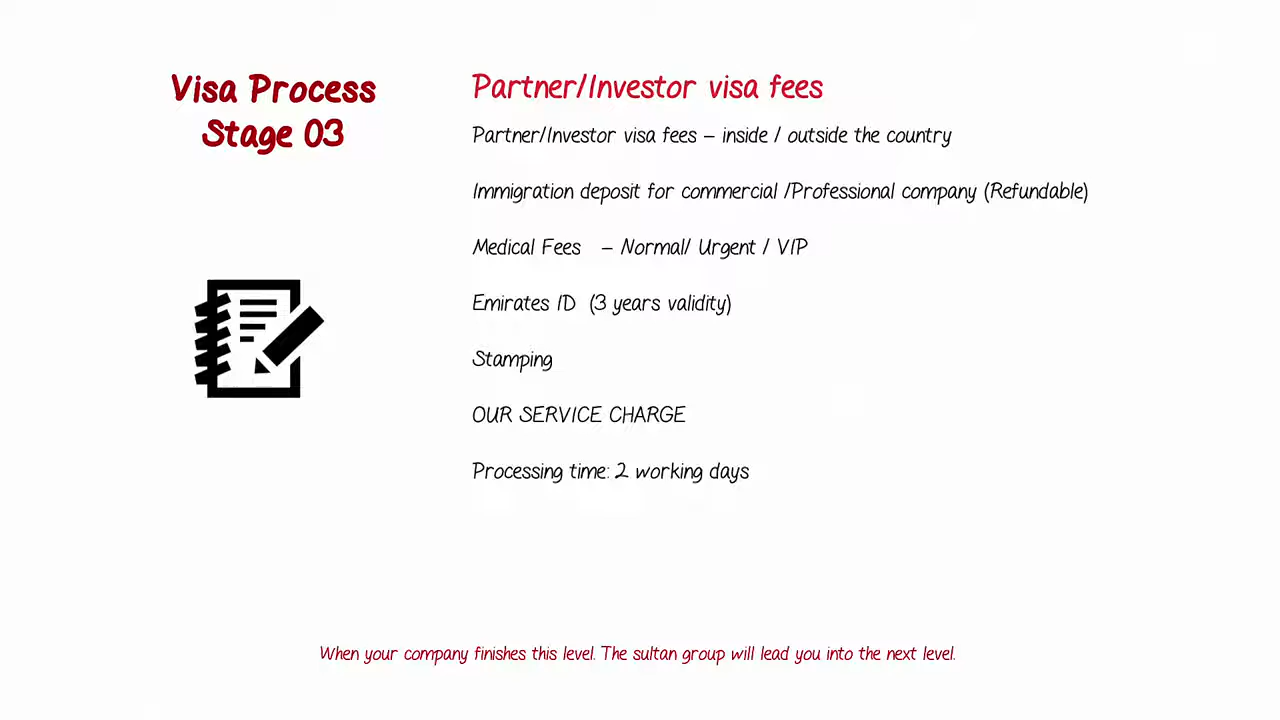 Visa Process
Stage 03
Partner/Investor visa fees
Partner/Investor visa fees – inside / outside the country
Immigration deposit for commercial /Professional company (Refundable)
Medical Fees – Normal/ Urgent / VIP
Emirates ID (3 years validity)
Stamping
OUR SERVICE CHARGE
Processing time: 2 working days
When your company finishes this level. The sultan group will lead you into the next level.